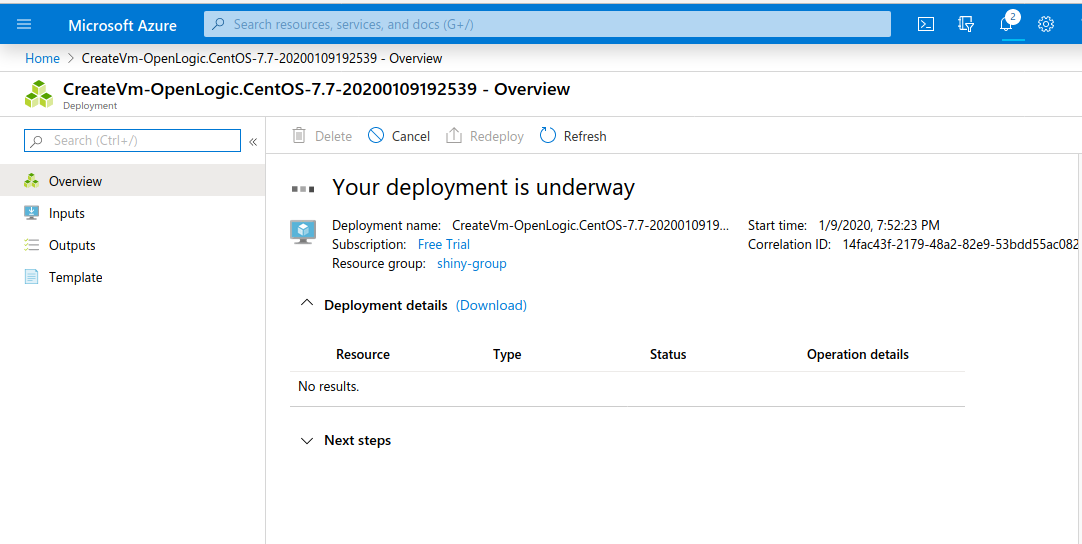 Microsoft Azure
Search resources, services, and docs (G+/)
2
Home > CreateVm-OpenLogic.CentOS-7.7-20200109192539 - Overview
CreateVm-OpenLogic.CentOS-7.7-20200109192539 - Overview
Deployment
Search (Ctrl+/)
«
Overview
Inputs
Outputs
Template
Delete Cancel Redeploy Refresh
Your deployment is underway
Deployment name: CreateVm-OpenLogic.CentOS-7.7-2020010919...
Subscription: Free Trial
Resource group: shiny-group
Start time: 1/9/2020, 7:52:23 PM
Correlation ID: 14fac43f-2179-48a2-82e9-53bdd55ac082
Deployment details (Download)
Resource Type Status Operation details
No results.
Next steps